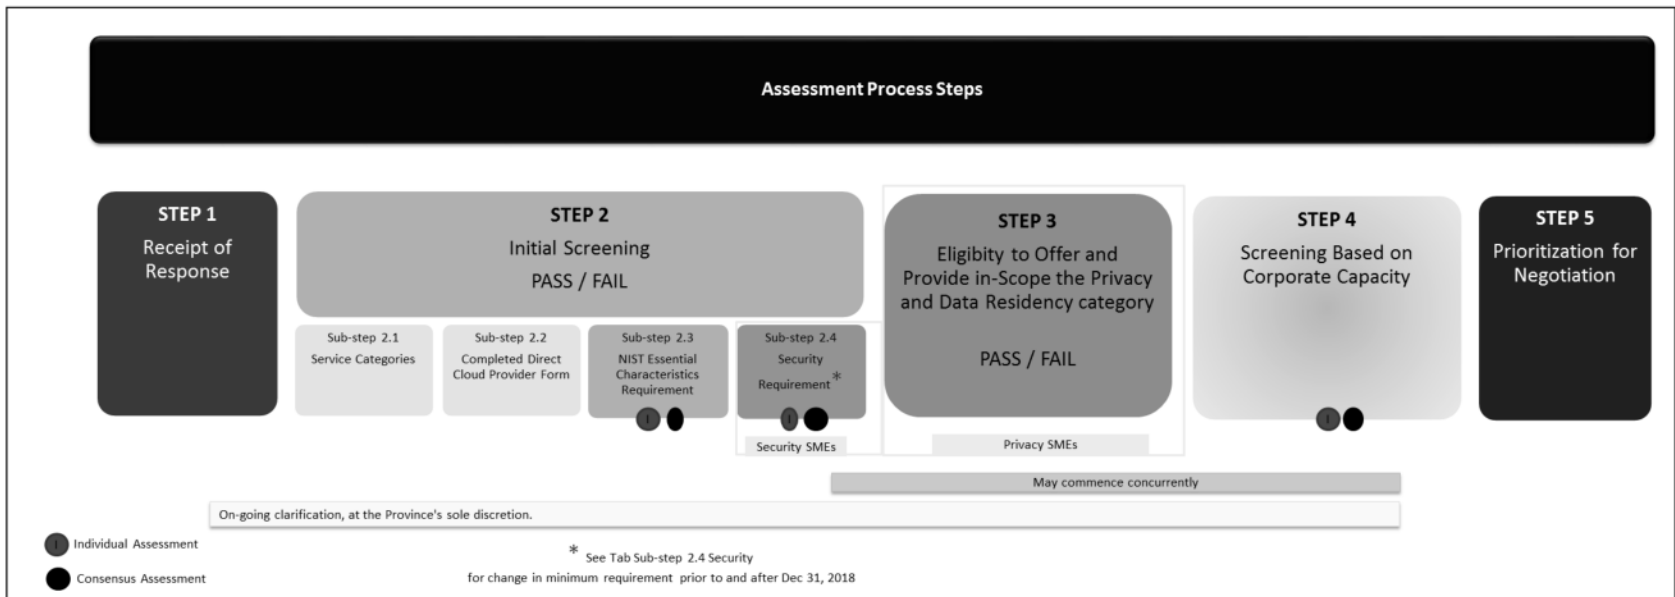 Assessment Process Steps
STEP 1
Receipt of
Response
STEP 2
Initial Screening
PASS / FAIL
Sub-step 2.1
Service Categories
Sub-step 2.2
Completed Direct
Cloud Provider Form
Sub-step 2.3
NIST Essential
Characteristics
Requirement
I
Sub-step 2.4
Security
Requirement *
I
Security SMEs
STEP 3
Eligibity to Offer and
Provide in-Scope the Privacy
and Data Residency category
PASS / FAIL
Privacy SMEs
STEP 4
Screening Based on
Corporate Capacity
I
STEP 5
Prioritization for
Negotiation
May commence concurrently
On-going clarification, at the Province's sole discretion.
I Individual Assessment
Consensus Assessment
* See Tab Sub-step 2.4 Security
for change in minimum requirement prior to and after Dec 31, 2018